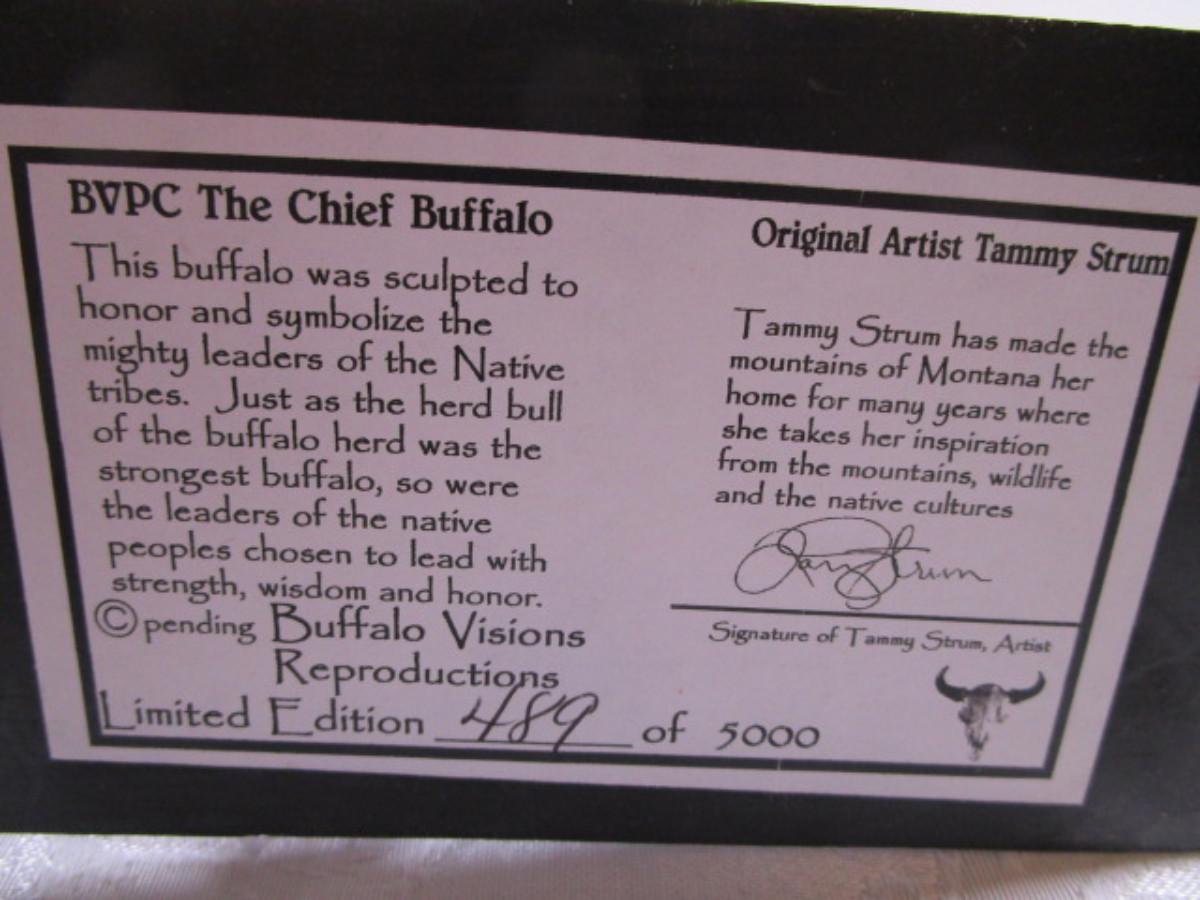 BVPC The Chief Buffalo
This buffalo was sculpted to
honor and symbolize the
mighty leaders of the Native
tribes. Just as the herd bull
of the buffalo herd was the
strongest buffalo, so were
the leaders of the native
peoples chosen to lead with
strength, wisdom and honor.
© pending Buffalo Visions
Reproductions
Limited Edition 489 of 5000
Original Artist Tammy Strum
Tammy Strum has made the
mountains of Montana her
home for many years where
she takes her inspiration
from the mountains, wildlife
and the native cultures
Tammy Strum
Signature of Tammy Strum, Artist